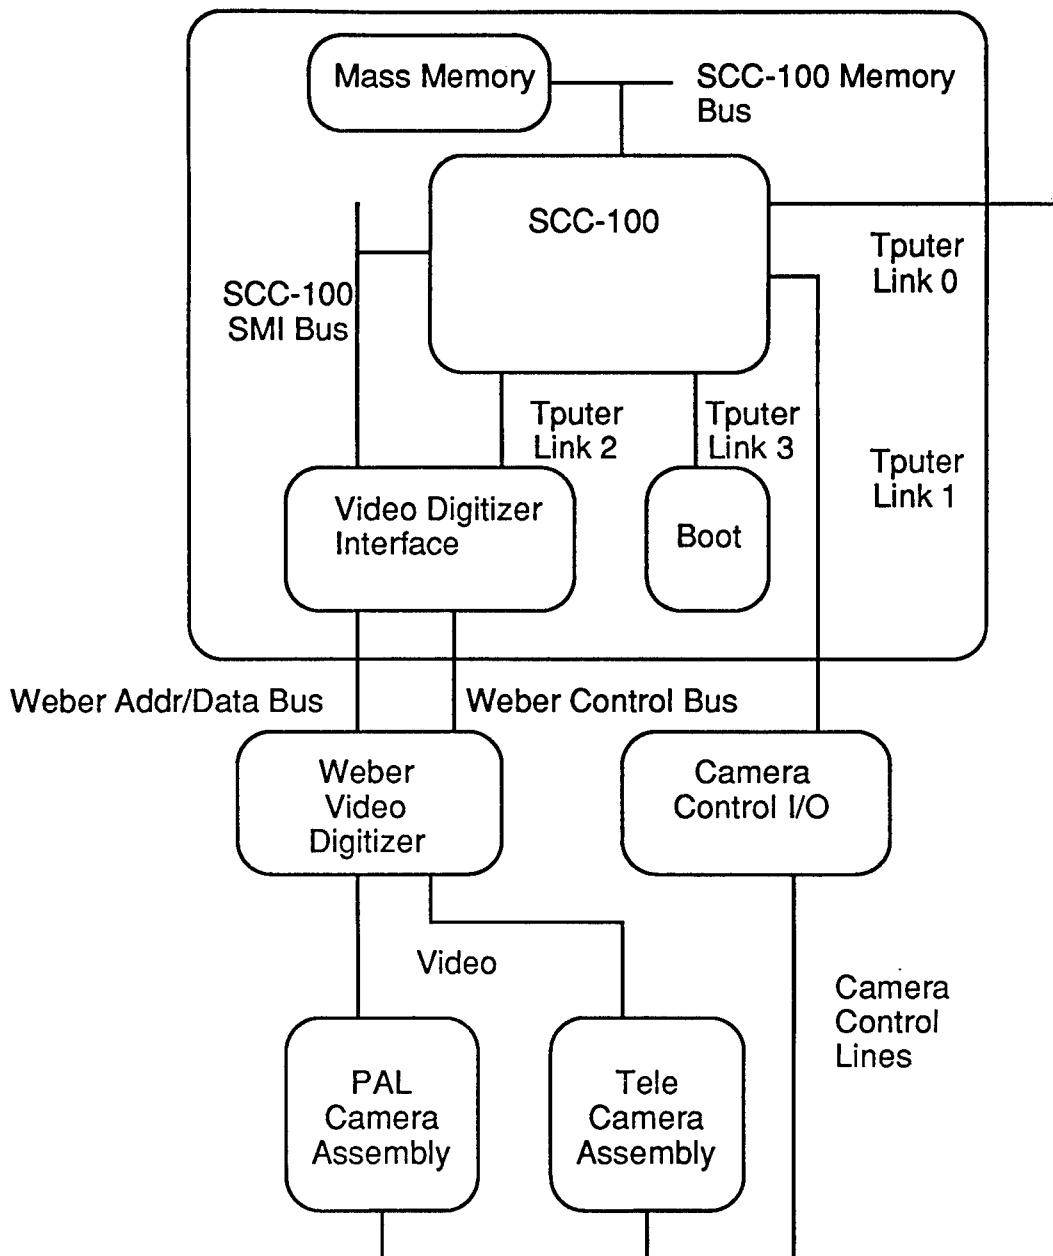 Mass Memory
SCC-100 Memory
Bus
SCC-100
Tputer
Link 0
SCC-100
SMI Bus
Tputer
Link 2
Tputer
Link 3
Tputer
Link 1
Video Digitizer
Interface
Boot
Weber Addr/Data Bus
Weber Control Bus
Weber
Video
Digitizer
Camera
Control I/O
Video
Camera
Control
Lines
PAL
Camera
Assembly
Tele
Camera
Assembly